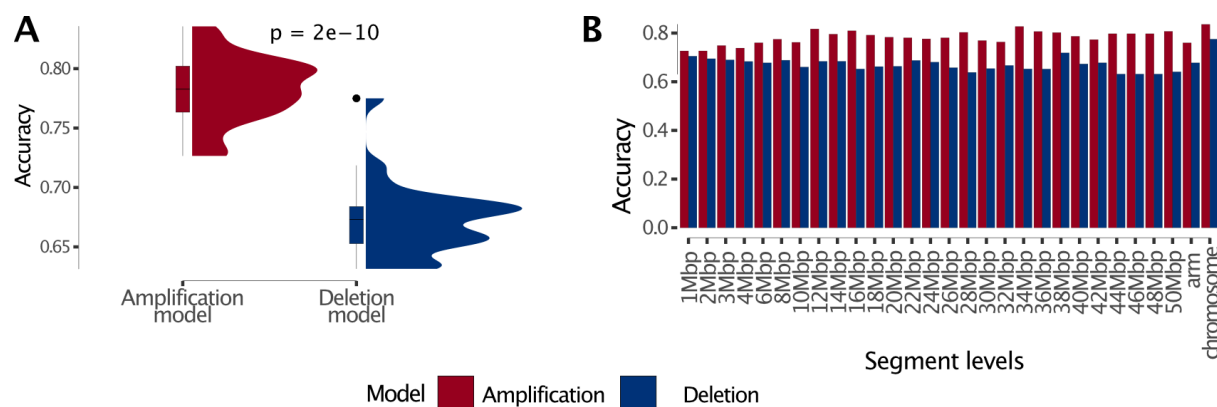 A
p = 2e−10
Accuracy
0.80
0.75
0.70
0.65
Amplification
model
Deletion
model
B
Accuracy
0.8
0.6
0.4
0.2
0.0
1Mbp
2Mbp
3Mbp
4Mbp
6Mbp
8Mbp
10Mbp
12Mbp
14Mbp
16Mbp
18Mbp
20Mbp
22Mbp
24Mbp
26Mbp
28Mbp
30Mbp
32Mbp
34Mbp
36Mbp
38Mbp
40Mbp
42Mbp
44Mbp
46Mbp
48Mbp
50Mbp
arm
chromosome
Segment levels
Model Amplification Deletion